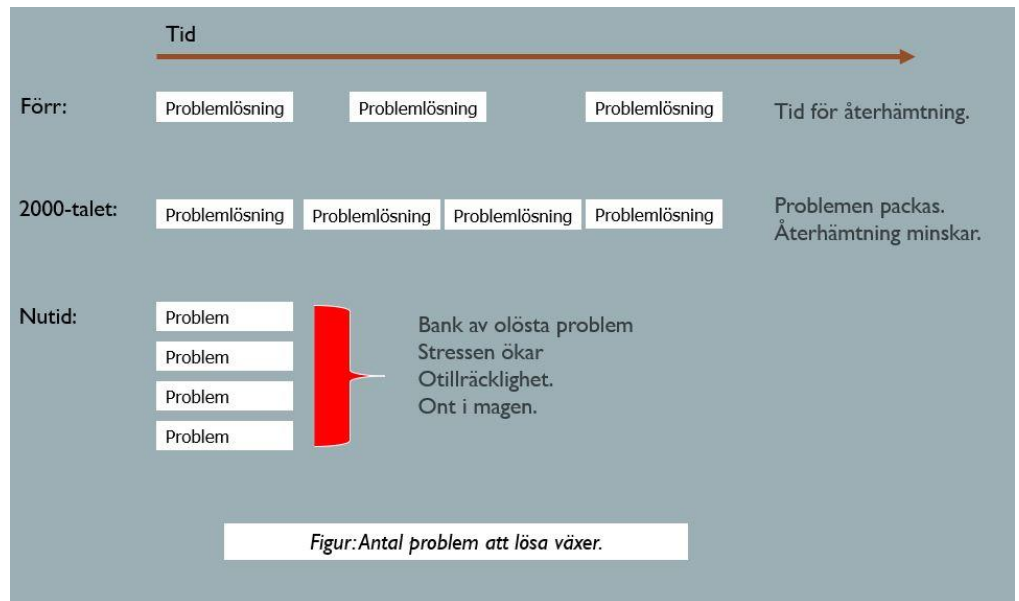 Tid
Förr:
Problemlösning
Problemlösning
Problemlösning
Tid för återhämtning.
2000-talet:
Problemlösning
Problemlösning
Problemlösning
Problemlösning
Problemen packas.
Återhämtning minskar.
Nutid:
Problem
Problem
Problem
Problem
Bank av olösta problem
Stressen ökar
Otillräcklighet.
Ont i magen.
Figur: Antal problem att lösa växer.